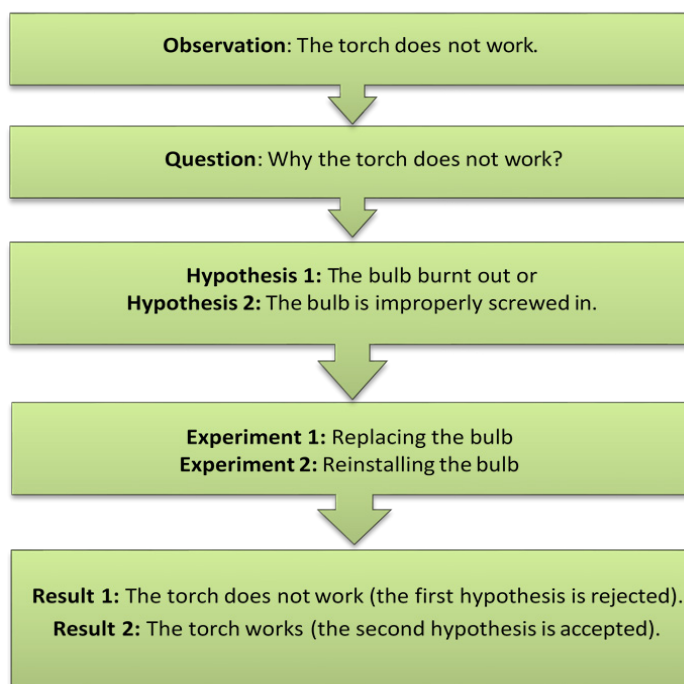 Observation: The torch does not work.
Question: Why the torch does not work?
Hypothesis 1: The bulb burnt out or
Hypothesis 2: The bulb is improperly screwed in.
Experiment 1: Replacing the bulb
Experiment 2: Reinstalling the bulb
Result 1: The torch does not work (the first hypothesis is rejected).
Result 2: The torch works (the second hypothesis is accepted).